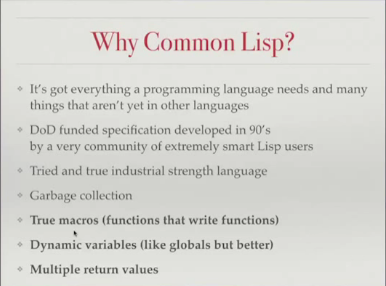 Why Common Lisp?
It's got everything a programming language needs and many
things that aren't yet in other languages
DoD funded specification developed in 90's
by a very community of extremely smart Lisp users
Tried and true industrial strength language
Garbage collection
True macros (functions that write functions)
Dynamic variables (like globals but better)
Multiple return values